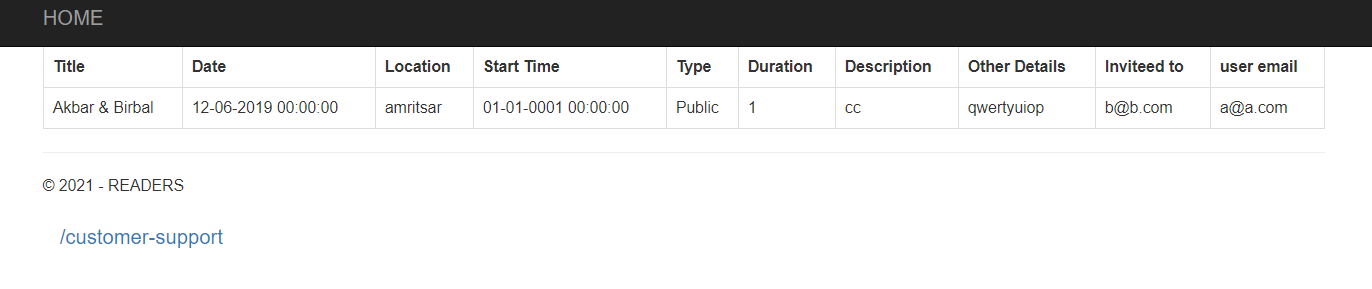 HOME
Title Date Location Start Time Type Duration Description Other Details Inviteed to user email
Akbar & Birbal 12-06-2019 00:00:00 amritsar 01-01-0001 00:00:00 Public 1 cc qwertyuiop b@b.com a@a.com
© 2021 - READERS
/customer-support